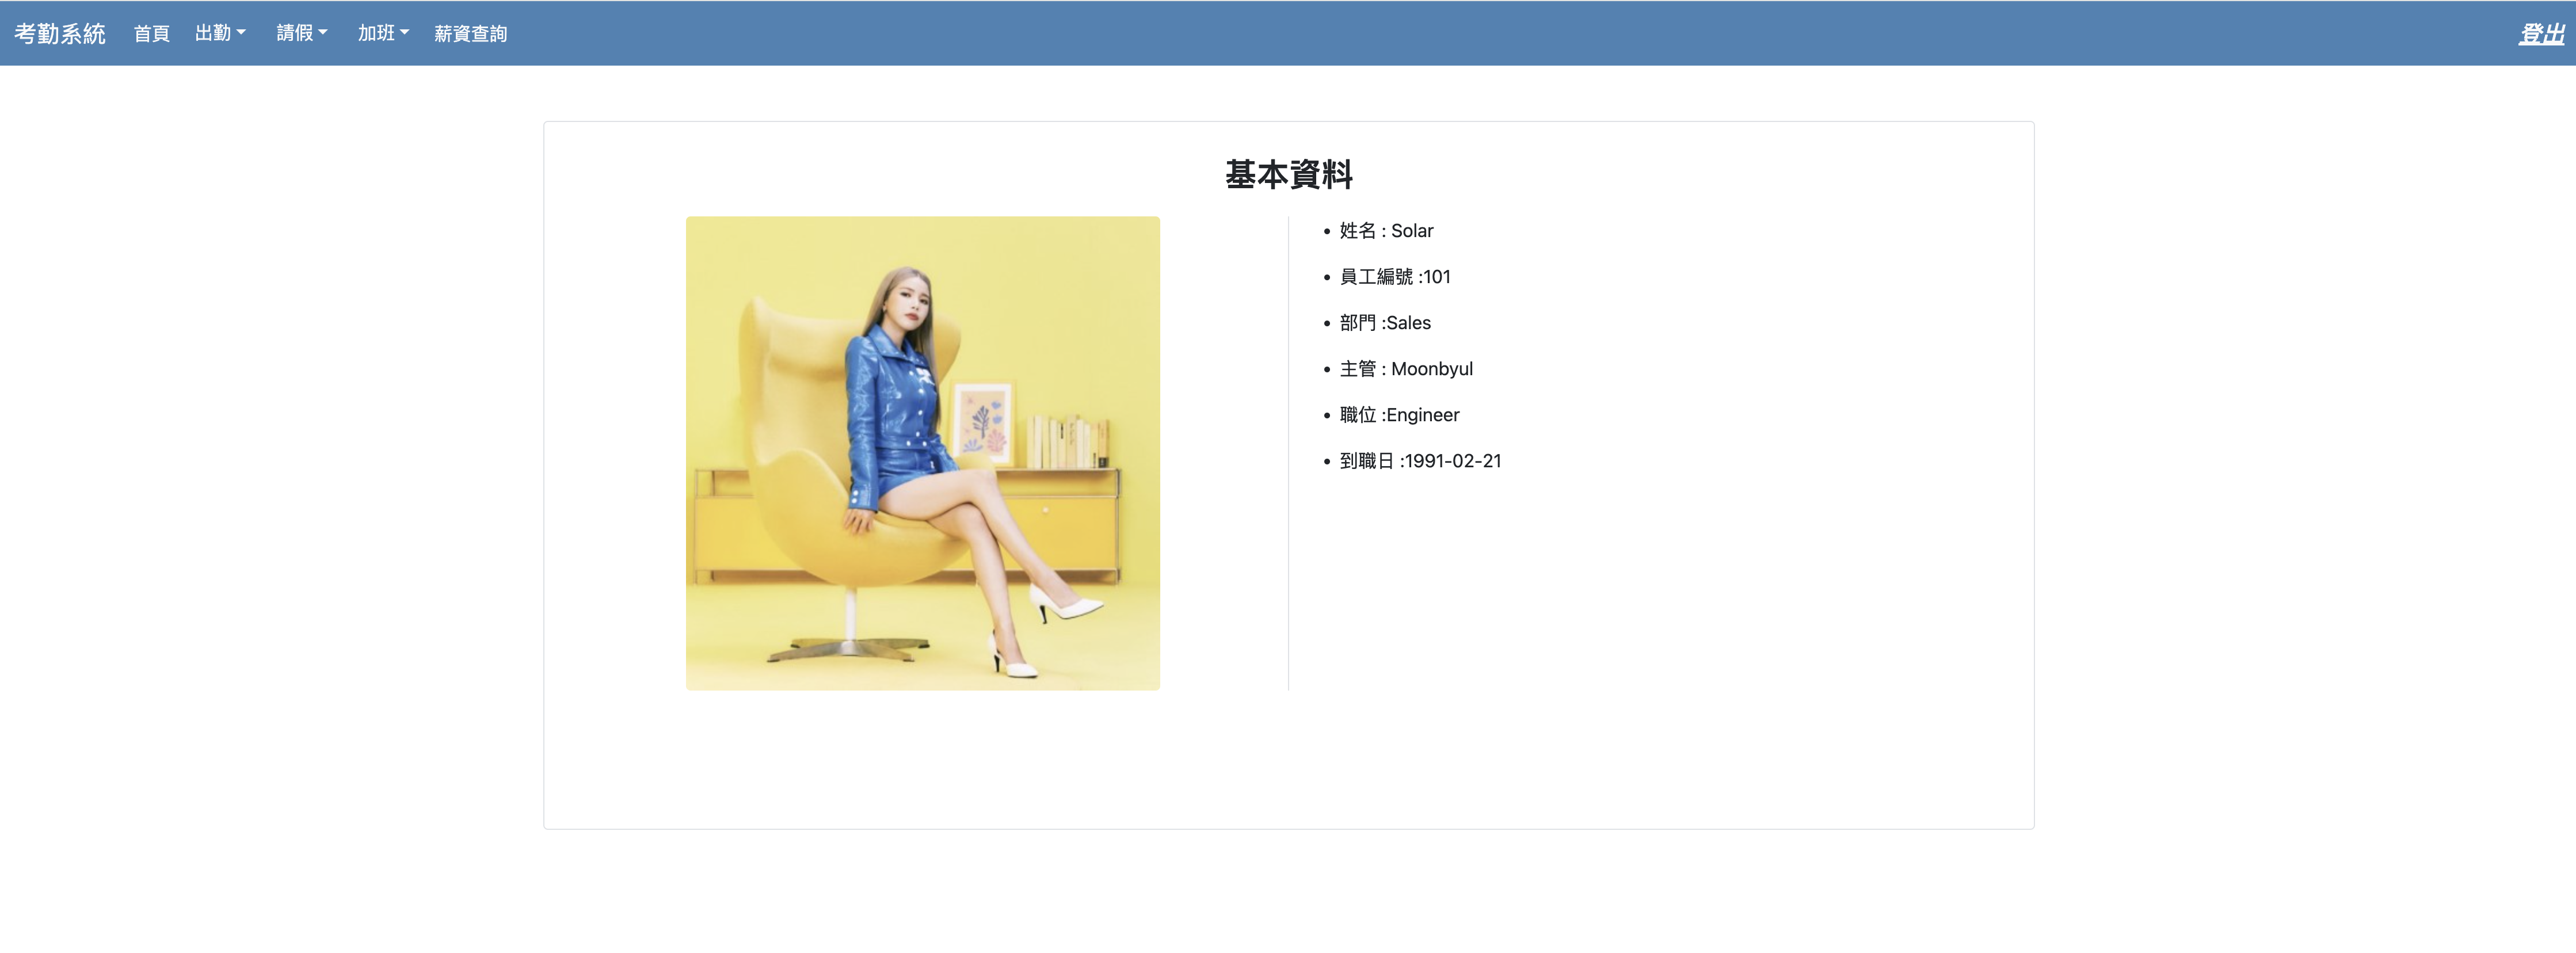 考勤系統 首頁 出勤 請假 加班 薪資查詢 登出
基本資料
姓名 : Solar
員工編號 :101
部門 :Sales
主管 : Moonbyul
職位 :Engineer
到職日 :1991-02-21